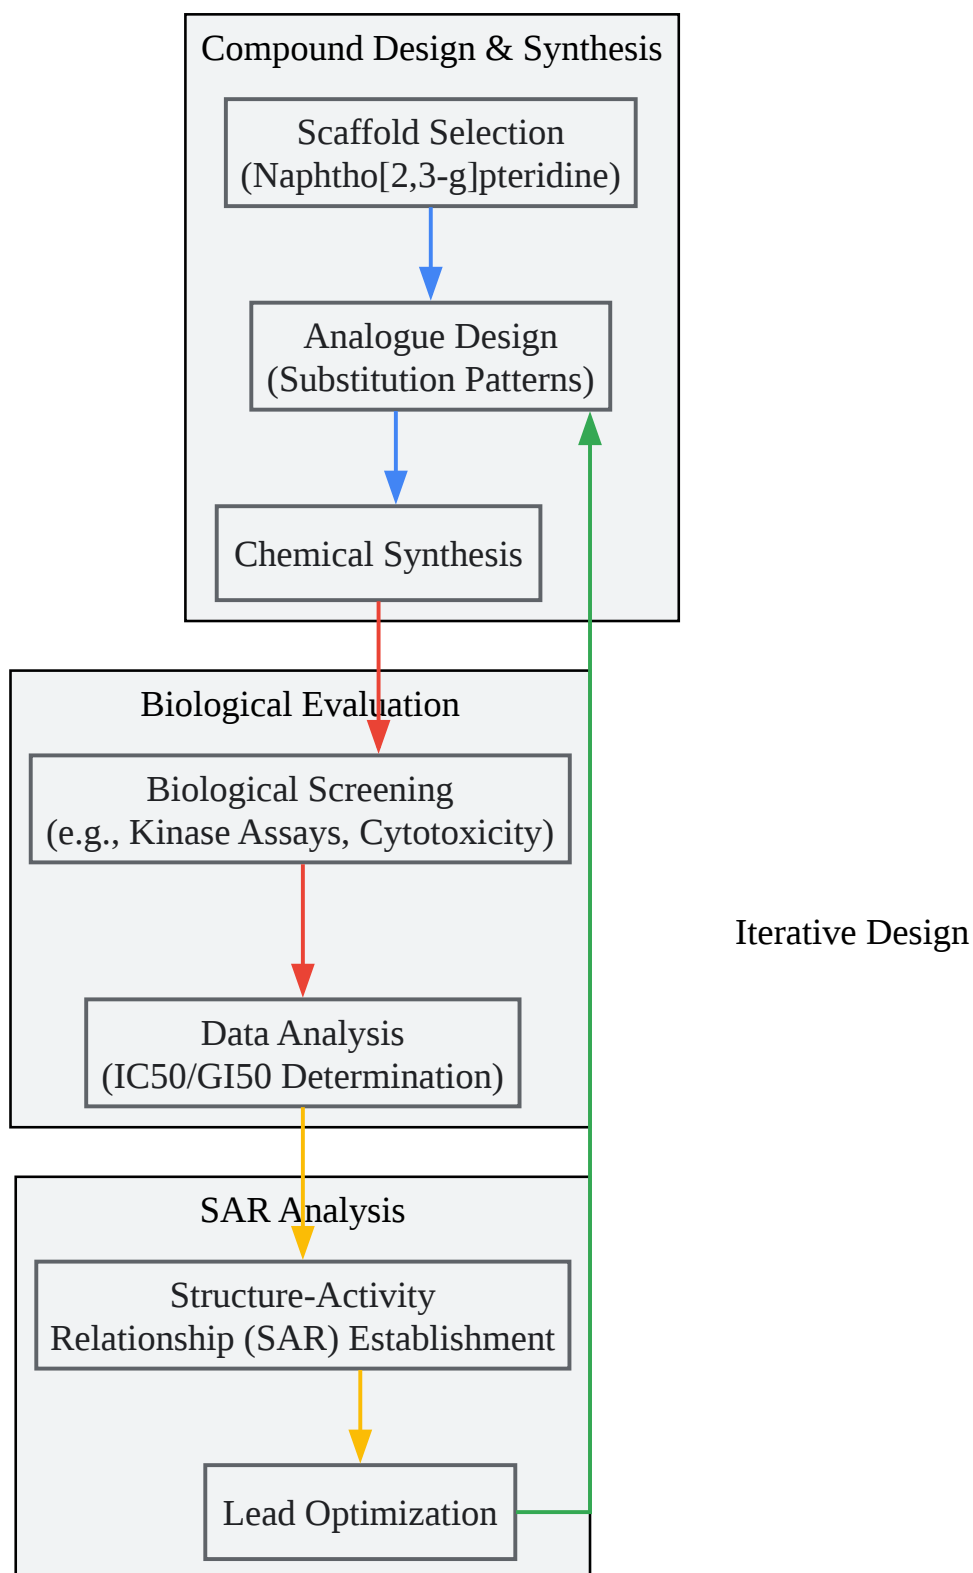 Compound Design & Synthesis
Scaffold Selection
(Naphtho[2,3-g]pteridine)
Analogue Design
(Substitution Patterns)
Chemical Synthesis
Biological Evaluation
Biological Screening
(e.g., Kinase Assays, Cytotoxicity)
Iterative Design
Data Analysis
(IC50/GI50 Determination)
SAR Analysis
Structure-Activity
Relationship (SAR) Establishment
Lead Optimization